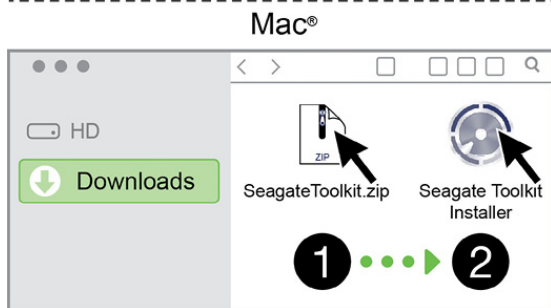 Mac®
HD
Downloads
ZIP
SeagateToolkit.zip
Seagate Toolkit
Installer
1
2